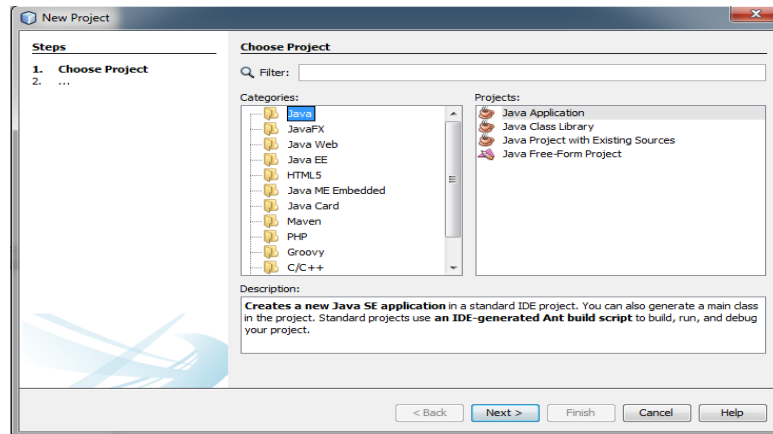 New Project
Steps
1. Choose Project
2. ...
Choose Project
Filter:
Categories:
Java
JavaFX
Java Web
Java EE
HTML5
Java ME Embedded
Java Card
Maven
PHP
Groovy
C/C++
Projects:
Java Application
Java Class Library
Java Project with Existing Sources
Java Free-Form Project
Description:
Creates a new Java SE application in a standard IDE project. You can also generate a main class
in the project. Standard projects use an IDE-generated Ant build script to build, run, and debug
your project.
< Back
Next >
Finish
Cancel
Help